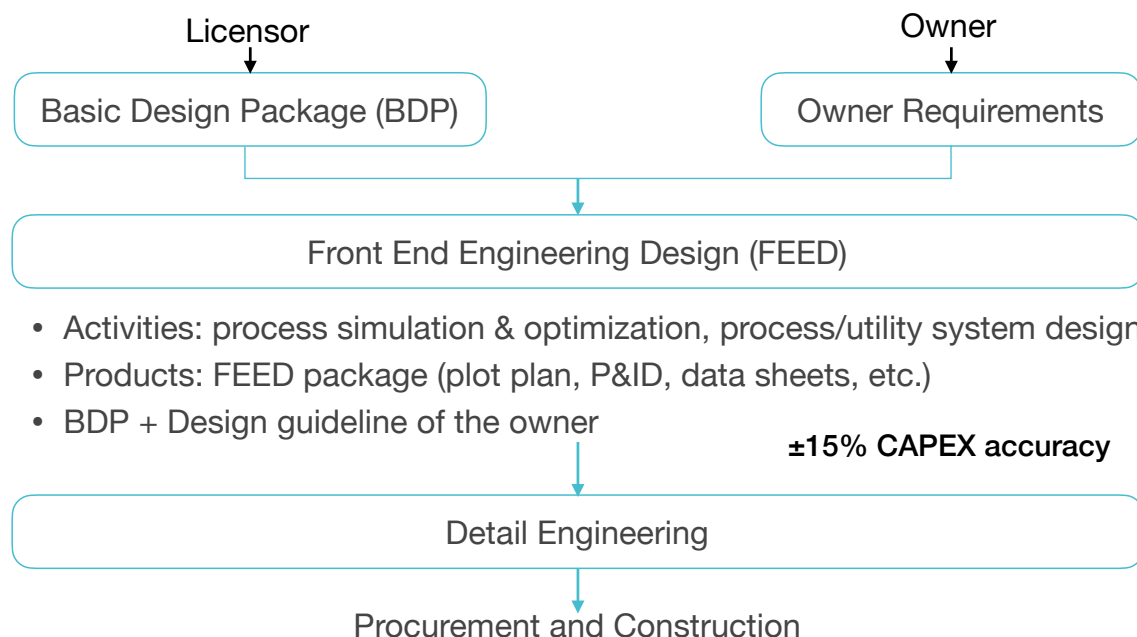 Licensor
Owner
Basic Design Package (BDP)
Owner Requirements
Front End Engineering Design (FEED)
• Activities: process simulation & optimization, process/utility system design
• Products: FEED package (plot plan, P&ID, data sheets, etc.)
• BDP + Design guideline of the owner
±15% CAPEX accuracy
Detail Engineering
Procurement and Construction